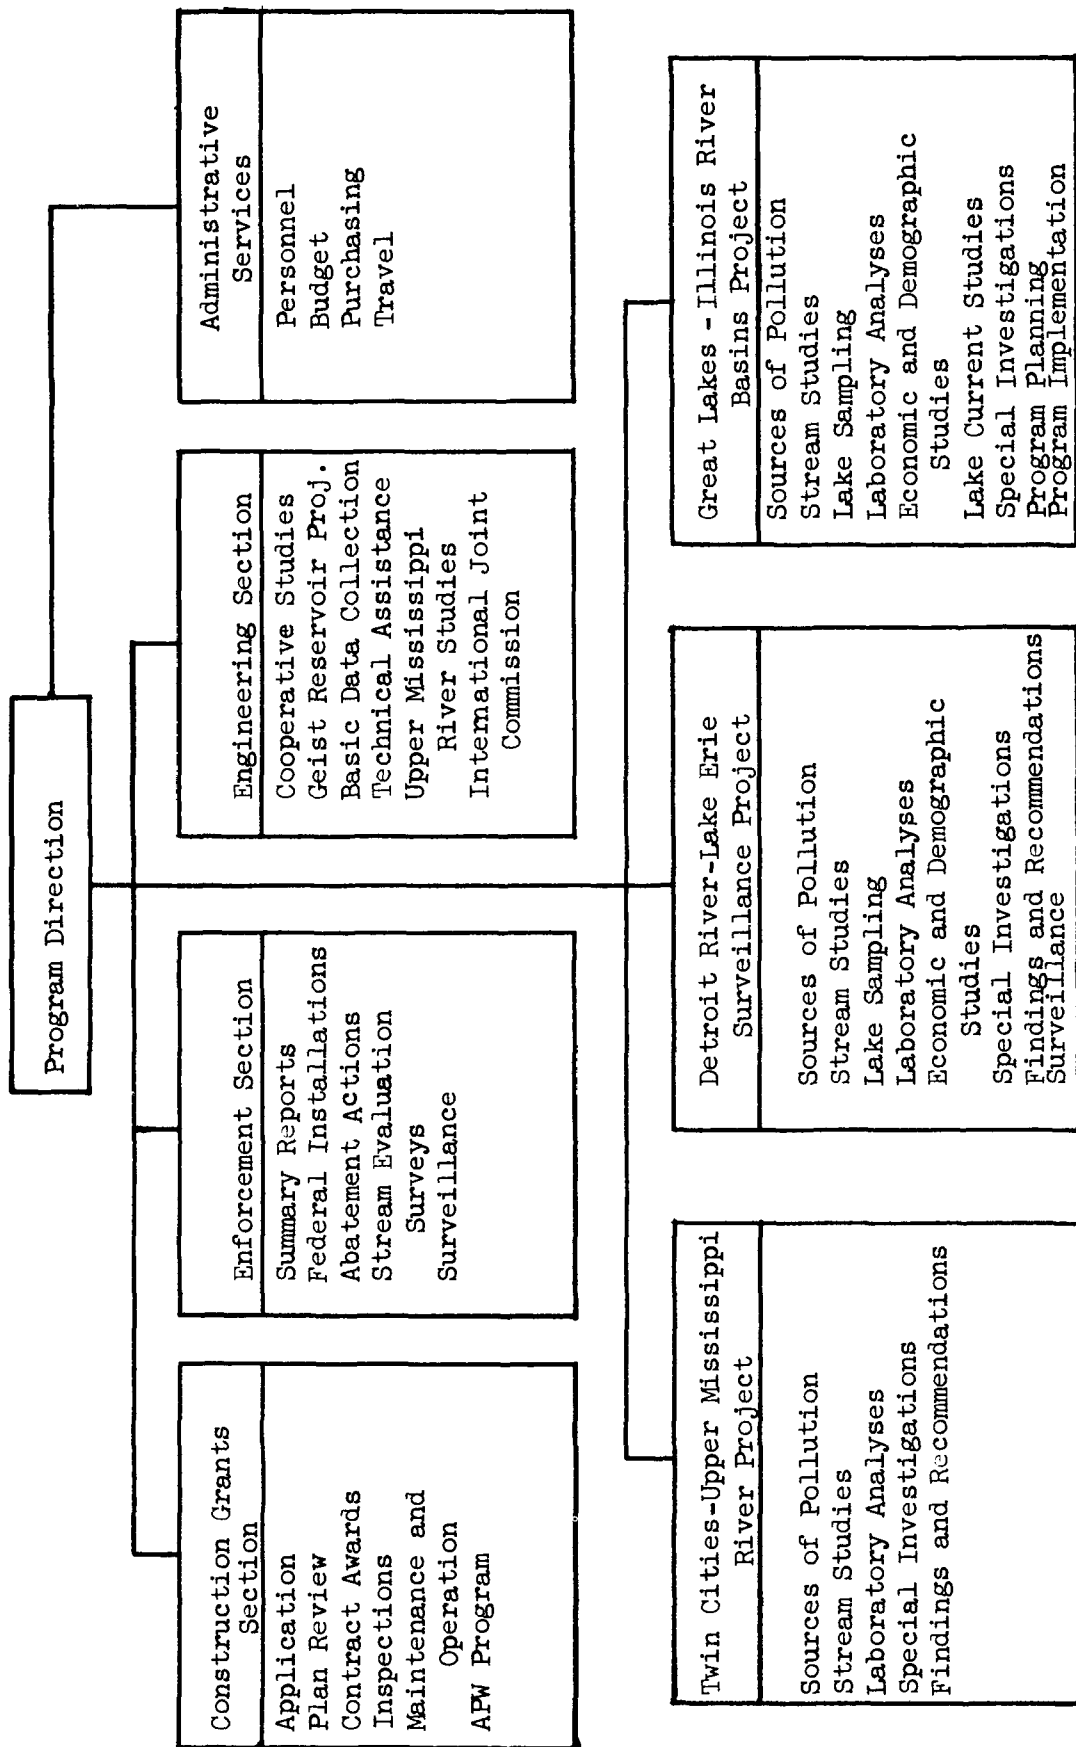 Program Direction
Construction Grants
Section
Application
Plan Review
Contract Awards
Inspections
Maintenance and
Operation
APW Program
Enforcement Section
Summary Reports
Federal Installations
Abatement Actions
Stream Evaluation
Surveys
Surveillance
Engineering Section
Cooperative Studies
Geist Reservoir Proj.
Basic Data Collection
Technical Assistance
Upper Mississippi
River Studies
International Joint
Commission
Administrative
Services
Personnel
Budget
Purchasing
Travel
Twin Cities-Upper Mississippi
River Project
Sources of Pollution
Stream Studies
Laboratory Analyses
Special Investigations
Findings and Recommendations
Detroit River-Lake Erie
Surveillance Project
Sources of Pollution
Stream Studies
Lake Sampling
Laboratory Analyses
Economic and Demographic
Studies
Special Investigations
Findings and Recommendations
Surveillance
Great Lakes - Illinois River
Basins Project
Sources of Pollution
Stream Studies
Lake Sampling
Laboratory Analyses
Economic and Demographic
Studies
Lake Current Studies
Special Investigations
Program Planning
Program Implementation